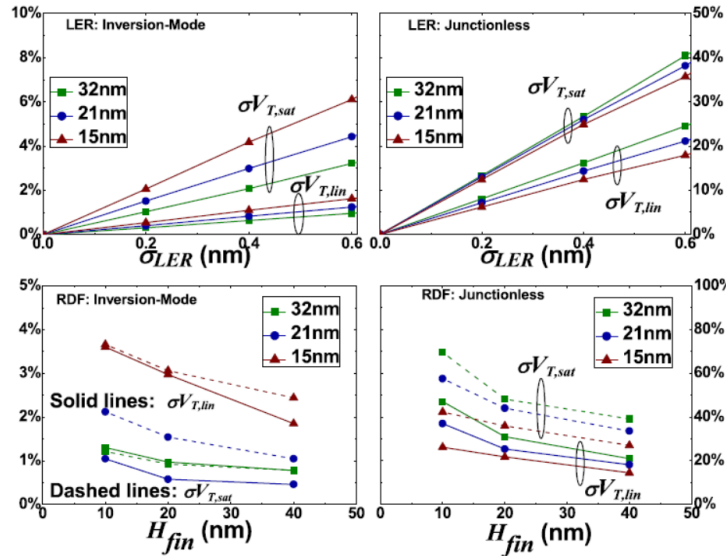 LER: Inversion-Mode
10%
8%
6%
4%
2%
0%
32nm
21nm
15nm
σV_T,sat
σV_T,lin
0.0 0.2 0.4 0.6
σ_LER (nm)
LER: Junctionless
50%
40%
30%
20%
10%
0%
32nm
21nm
15nm
σV_T,sat
σV_T,lin
0.0 0.2 0.4 0.6
σ_LER (nm)
RDF: Inversion-Mode
5%
4%
3%
2%
1%
0%
32nm
21nm
15nm
Solid lines: σV_T,lin
Dashed lines: σV_T,sat
0 10 20 30 40 50
H_fin (nm)
RDF: Junctionless
100%
80%
60%
40%
20%
0%
32nm
21nm
15nm
σV_T,sat
σV_T,lin
0 10 20 30 40 50
H_fin (nm)